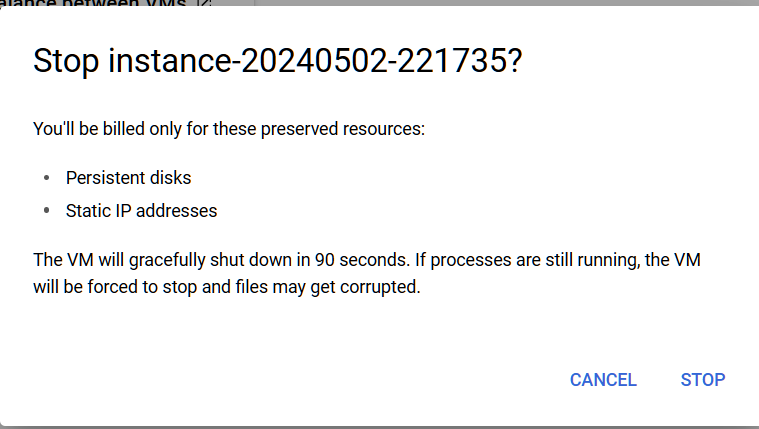 alance between VMs
Stop instance-20240502-221735?
You'll be billed only for these preserved resources:
• Persistent disks
• Static IP addresses
The VM will gracefully shut down in 90 seconds. If processes are still running, the VM
will be forced to stop and files may get corrupted.
CANCEL STOP